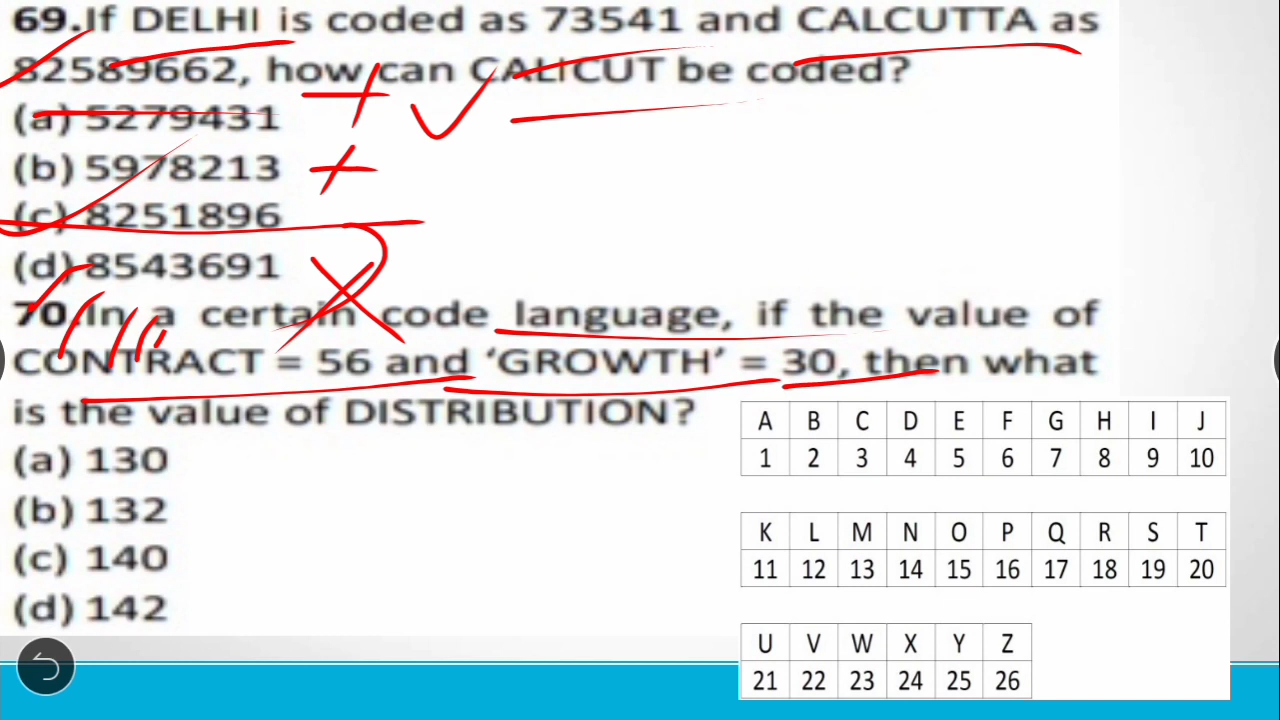 69.If DELHI is coded as 73541 and CALCUTTA as
82589662, how can CALICUT be coded?
(a) 5279431
(b) 5978213
(c) 8251896
(d) 8543691
70.In a certain code language, if the value of
CONTRACT = 56 and ‘GROWTH’ = 30, then what
is the value of DISTRIBUTION?
(a) 130
(b) 132
(c) 140
(d) 142
A B C D E F G H I J
1 2 3 4 5 6 7 8 9 10
K L M N O P Q R S T
11 12 13 14 15 16 17 18 19 20
U V W X Y Z
21 22 23 24 25 26